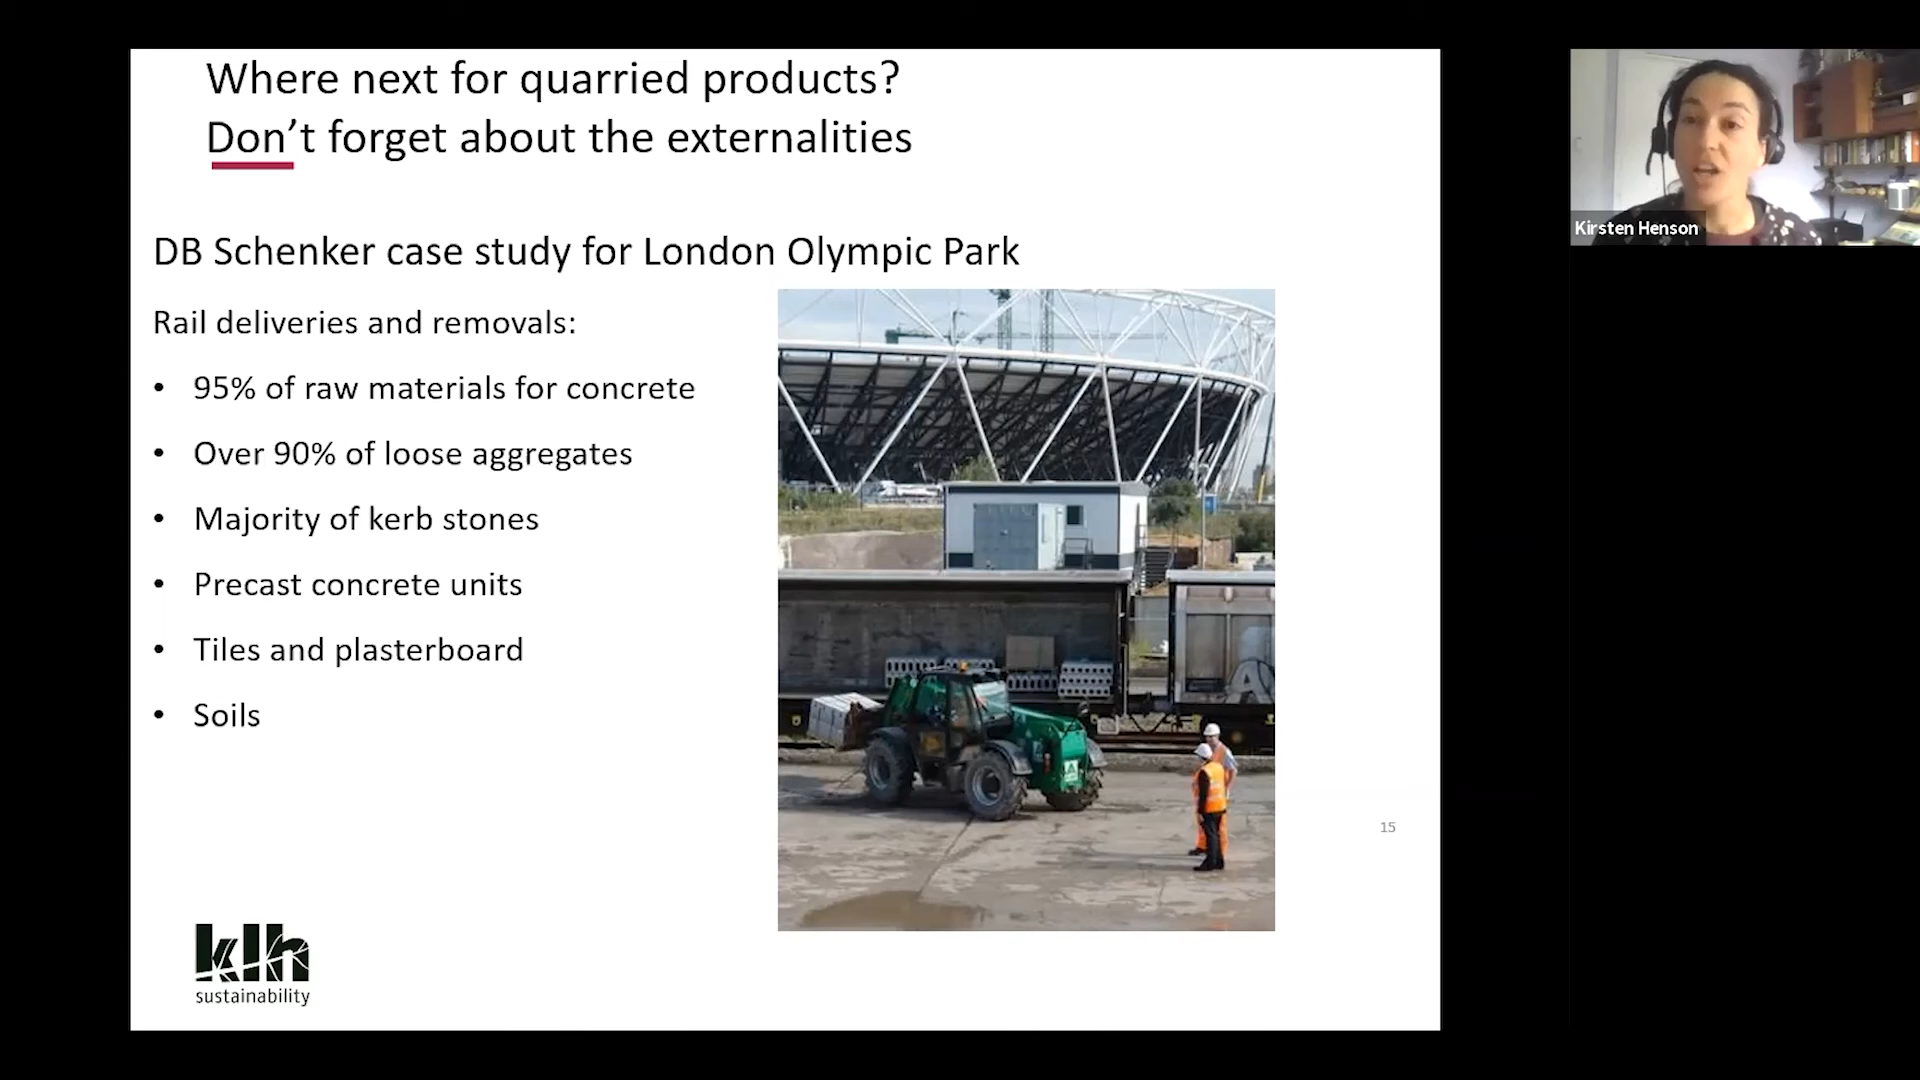 Where next for quarried products?
Don't forget about the externalities
DB Schenker case study for London Olympic Park
Rail deliveries and removals:
• 95% of raw materials for concrete
• Over 90% of loose aggregates
• Majority of kerb stones
• Precast concrete units
• Tiles and plasterboard
• Soils
15
klh
sustainability
Kirsten Henson